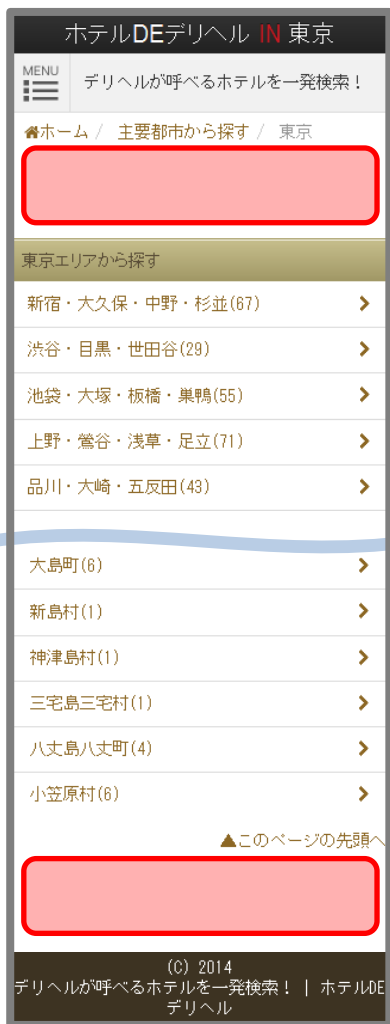 ホテルDEデリヘル IN 東京
MENU
デリヘルが呼べるホテルを一発検索！
ホーム / 主要都市から探す / 東京
東京エリアから探す
新宿・大久保・中野・杉並(67)
渋谷・目黒・世田谷(29)
池袋・大塚・板橋・巣鴨(55)
上野・鶯谷・浅草・足立(71)
品川・大崎・五反田(43)
大島町(6)
新島村(1)
神津島村(1)
三宅島三宅村(1)
八丈島八丈町(4)
小笠原村(6)
▲このページの先頭へ
(C) 2014
デリヘルが呼べるホテルを一発検索！ | ホテルDE
デリヘル